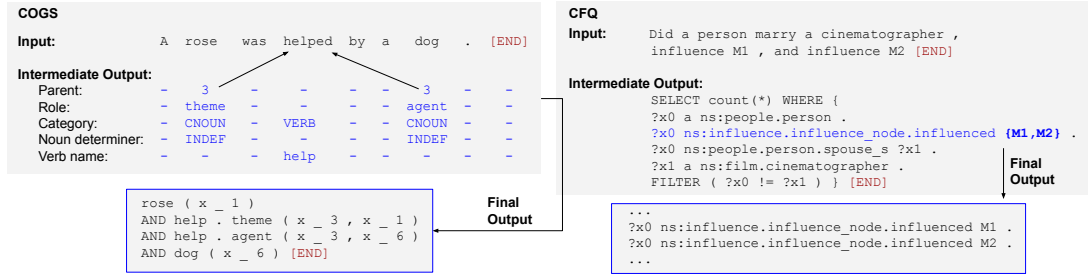 COGS
Input: A rose was helped by a dog . [END]
Intermediate Output:
Parent: - 3 - - - - 3 - -
Role: - theme - - - - agent - -
Category: - CNOUN - VERB - - CNOUN - -
Noun determiner: - INDEF - - - - INDEF - -
Verb name: - - - help - - - - -
Final
Output
rose ( x _ 1 )
AND help . theme ( x _ 3 , x _ 1 )
AND help . agent ( x _ 3 , x _ 6 )
AND dog ( x _ 6 ) [END]
CFQ
Input: Did a person marry a cinematographer ,
influence M1 , and influence M2 [END]
Intermediate Output:
SELECT count(*) WHERE {
?x0 a ns:people.person .
?x0 ns:influence.influence_node.influenced {M1,M2} .
?x0 ns:people.person.spouse_s ?x1 .
?x1 a ns:film.cinematographer .
FILTER ( ?x0 != ?x1 ) } [END]
Final
Output
...
?x0 ns:influence.influence_node.influenced M1 .
?x0 ns:influence.influence_node.influenced M2 .
...